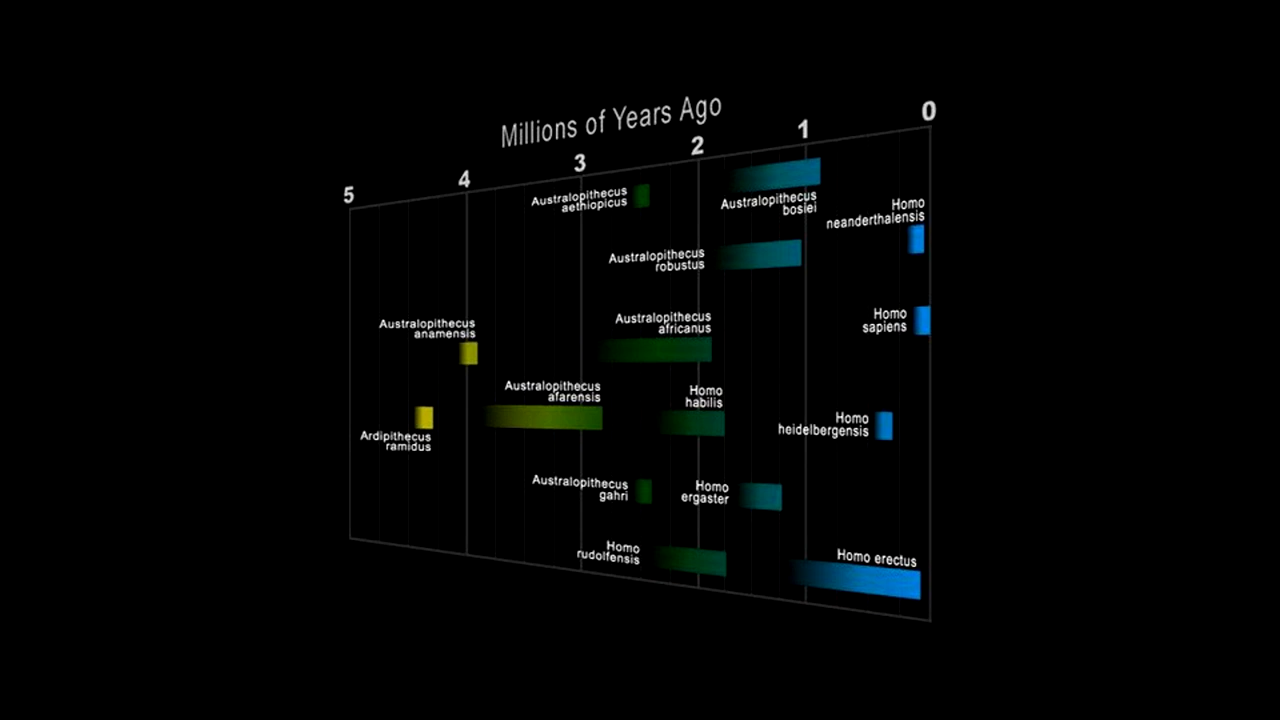 Millions of Years Ago
5
4
3
2
1
0
Australopithecus
aethiopicus
Australopithecus
bosiei
Homo
neanderthalensis
Australopithecus
robustus
Homo
sapiens
Australopithecus
anamensis
Australopithecus
africanus
Australopithecus
afarensis
Homo
habilis
Homo
heidelbergensis
Ardipithecus
ramidus
Australopithecus
gahri
Homo
ergaster
Homo
rudolfensis
Homo erectus